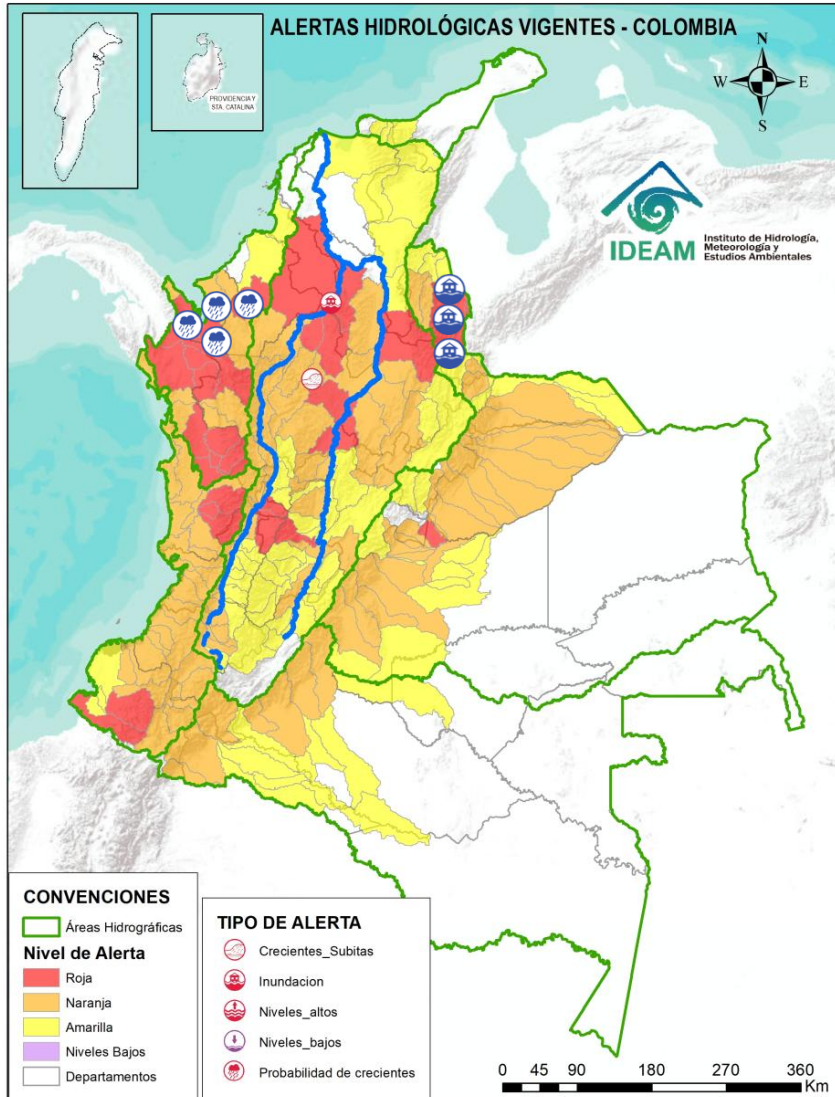 ALERTAS HIDROLÓGICAS VIGENTES - COLOMBIA
PROVIDENCIA Y
STA. CATALINA
N
W
E
S
IDEAM
Instituto de Hidrología,
Meteorología y
Estudios Ambientales
CONVENCIONES
Áreas Hidrográficas
Nivel de Alerta
Roja
Naranja
Amarilla
Niveles Bajos
Departamentos
TIPO DE ALERTA
Crecientes_Subitas
Inundacion
Niveles_altos
Niveles_bajos
Probabilidad de crecientes
0 45 90 180 270 360
Km